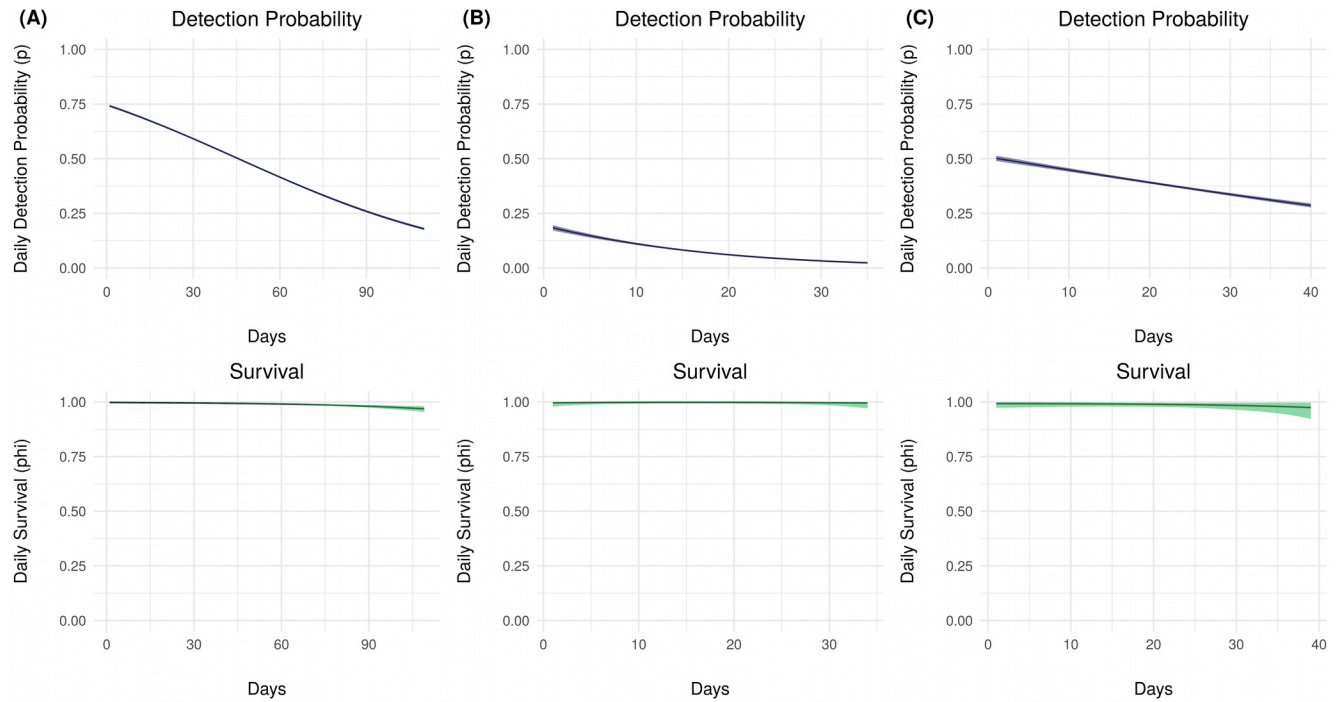 (A)
Detection Probability
Daily Detection Probability (p)
1.00
0.75
0.50
0.25
0.00
0 30 60 90
Days
(B)
Detection Probability
Daily Detection Probability (p)
1.00
0.75
0.50
0.25
0.00
0 10 20 30
Days
(C)
Detection Probability
Daily Detection Probability (p)
1.00
0.75
0.50
0.25
0.00
0 10 20 30 40
Days
Survival
Daily Survival (phi)
1.00
0.75
0.50
0.25
0.00
0 30 60 90
Days
Survival
Daily Survival (phi)
1.00
0.75
0.50
0.25
0.00
0 10 20 30
Days
Survival
Daily Survival (phi)
1.00
0.75
0.50
0.25
0.00
0 10 20 30 40
Days